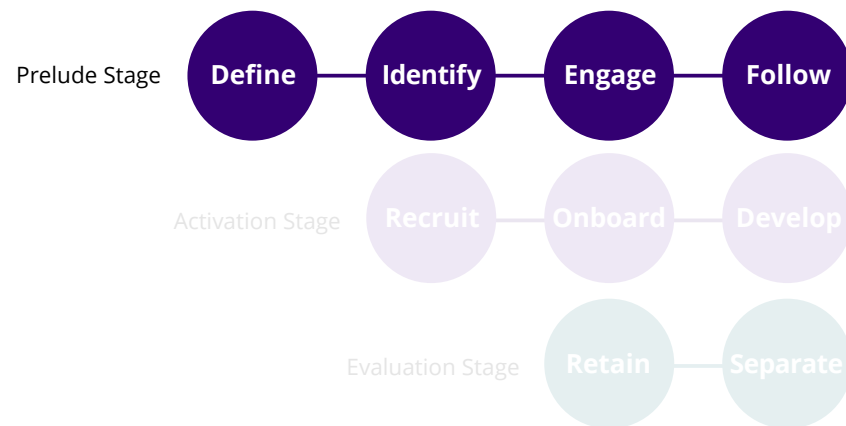 Prelude Stage Define Identify Engage Follow
Activation Stage Recruit Onboard Develop
Evaluation Stage Retain Separate